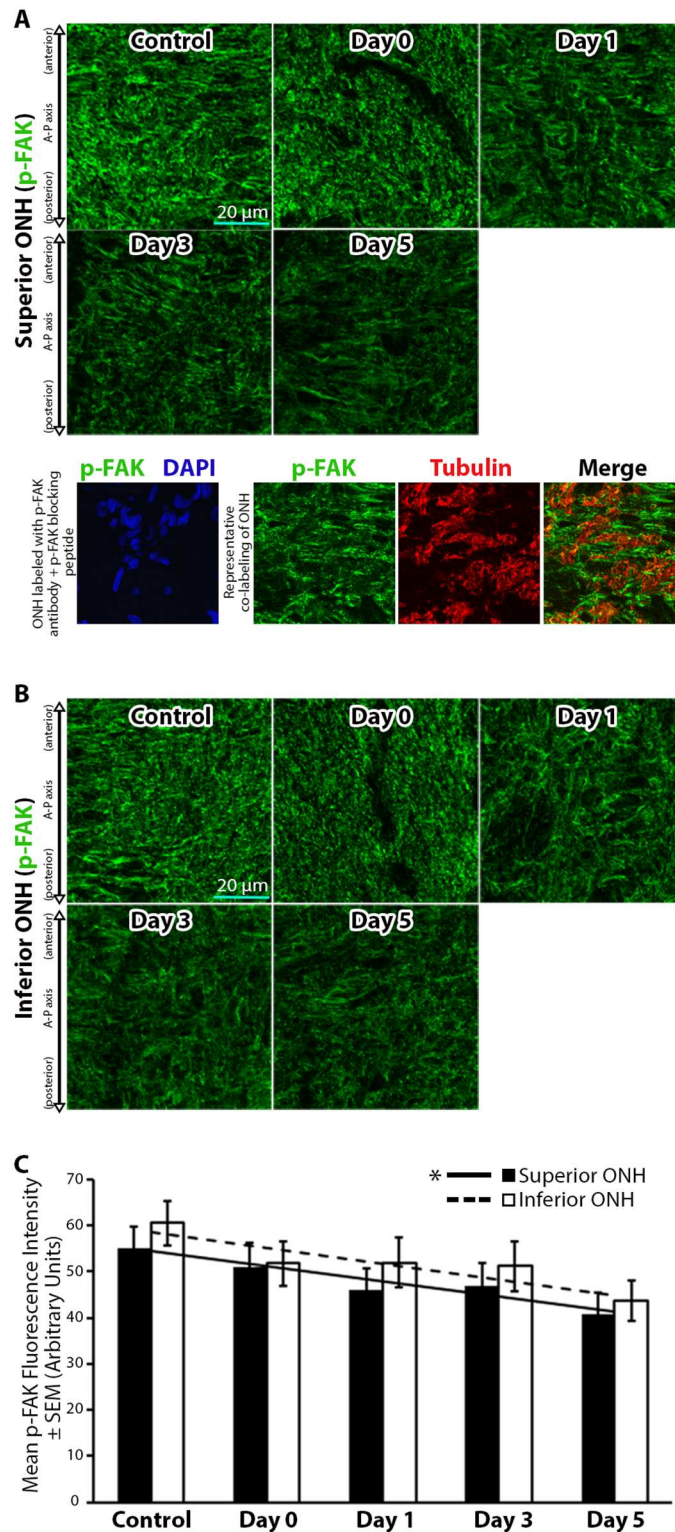 A
Superior ONH (p-FAK)
(anterior)
A-P axis
(posterior)
Control
Day 0
Day 1
20 µm
(anterior)
A-P axis
(posterior)
Day 3
Day 5
ONH labeled with p-FAK
antibody + p-FAK blocking
peptide
p-FAK DAPI
Representative
co-labeling of ONH
p-FAK
Tubulin
Merge
B
Inferior ONH (p-FAK)
(anterior)
A-P axis
(posterior)
Control
Day 0
Day 1
20 µm
(anterior)
A-P axis
(posterior)
Day 3
Day 5
C
Mean p-FAK Fluorescence Intensity
± SEM (Arbitrary Units)
70
60
50
40
30
20
10
0
* Superior ONH
Inferior ONH
Control Day 0 Day 1 Day 3 Day 5